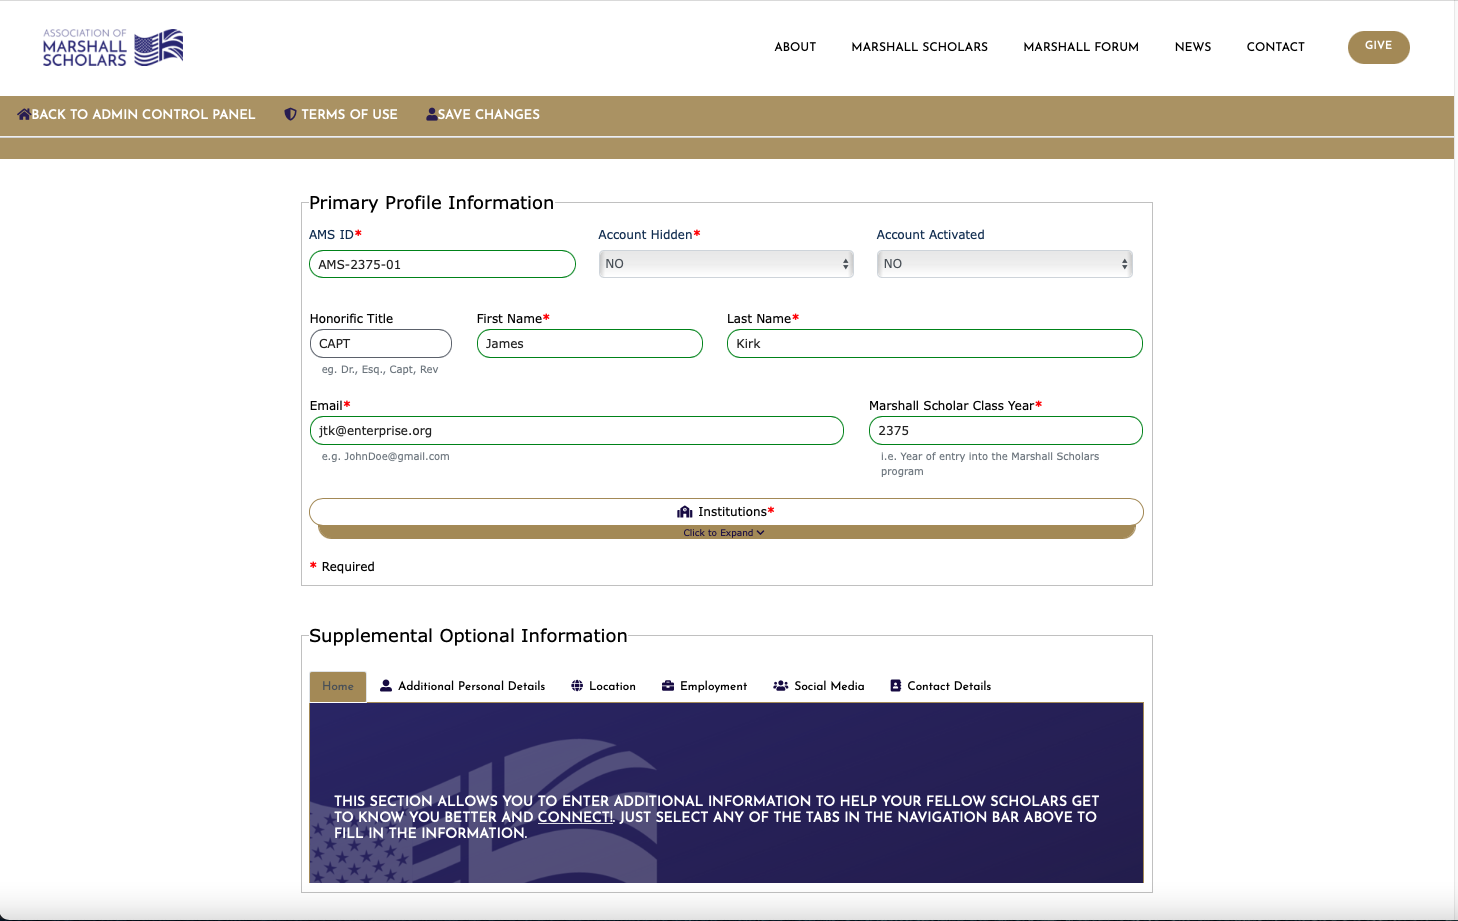 ASSOCIATION OF
MARSHALL
SCHOLARS
ABOUT MARSHALL SCHOLARS MARSHALL FORUM NEWS CONTACT GIVE
BACK TO ADMIN CONTROL PANEL TERMS OF USE SAVE CHANGES
Primary Profile Information
AMS ID* Account Hidden* Account Activated
AMS-2375-01 NO NO
Honorific Title First Name* Last Name*
CAPT James Kirk
eg. Dr., Esq., Capt, Rev
Email* Marshall Scholar Class Year*
jtk@enterprise.org 2375
e.g. JohnDoe@gmail.com i.e. Year of entry into the Marshall Scholars
program
Institutions*
Click to Expand
* Required
Supplemental Optional Information
Home Additional Personal Details Location Employment Social Media Contact Details
THIS SECTION ALLOWS YOU TO ENTER ADDITIONAL INFORMATION TO HELP YOUR FELLOW SCHOLARS GET
TO KNOW YOU BETTER AND CONNECT!. JUST SELECT ANY OF THE TABS IN THE NAVIGATION BAR ABOVE TO
FILL IN THE INFORMATION.